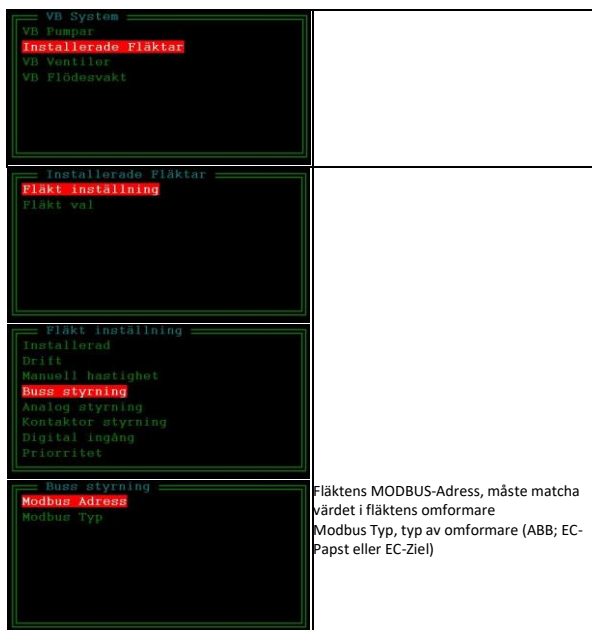 VB System
VB Pumpar
Installerade Fläktar
VB Ventiler
VB Flödesvakt
Installerade Fläktar
Fläkt inställning
Fläkt val
Fläkt inställning
Installerad
Drift
Manuell hastighet
Buss styrning
Analog styrning
Kontaktor styrning
Digital ingång
Priorritet
Buss styrning
Modbus Adress
Modbus Typ
Fläktens MODBUS-Adress, måste matcha
värdet i fläktens omformare
Modbus Typ, typ av omformare (ABB; EC-
Papst eller EC-Ziel)